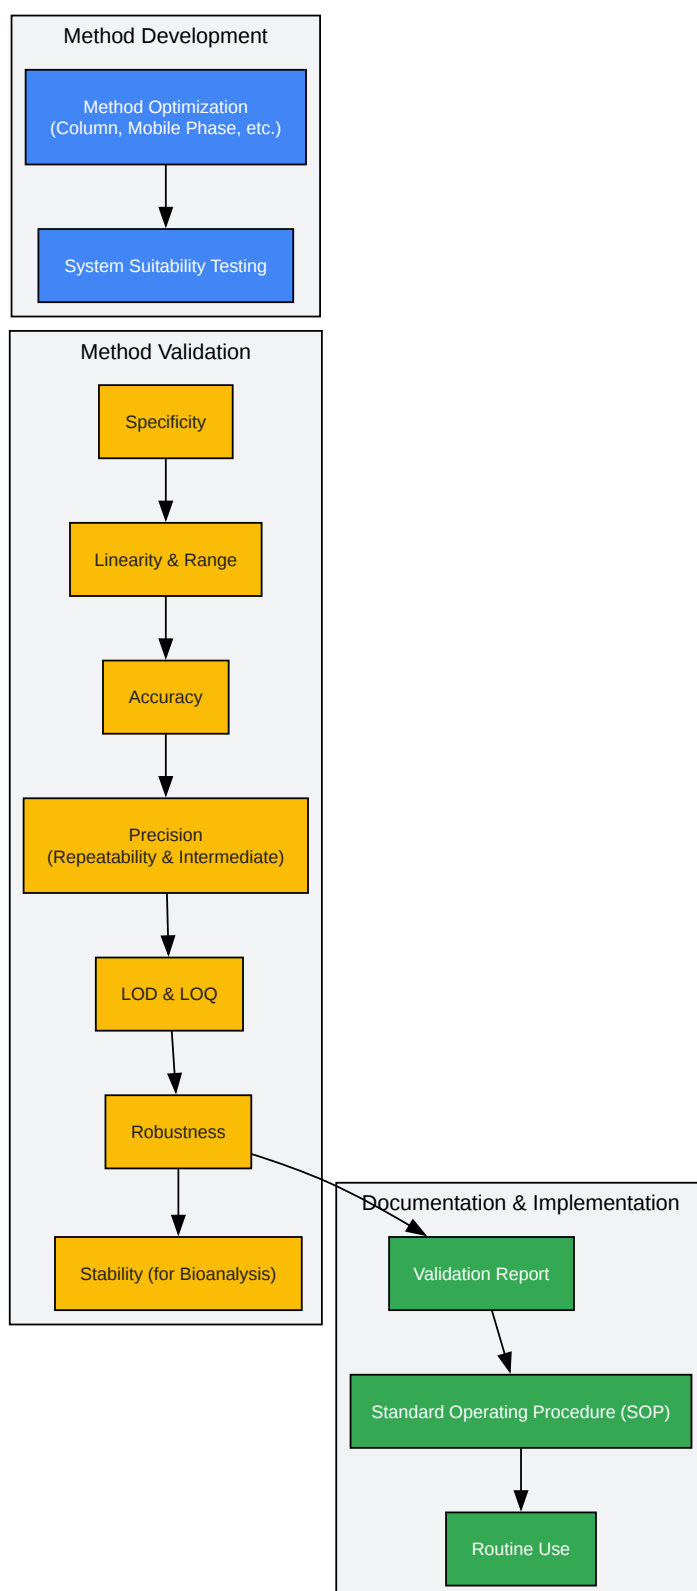 Method Development
Method Optimization
(Column, Mobile Phase, etc.)
System Suitability Testing
Method Validation
Specificity
Linearity & Range
Accuracy
Precision
(Repeatability & Intermediate)
LOD & LOQ
Robustness
Stability (for Bioanalysis)
Documentation & Implementation
Validation Report
Standard Operating Procedure (SOP)
Routine Use